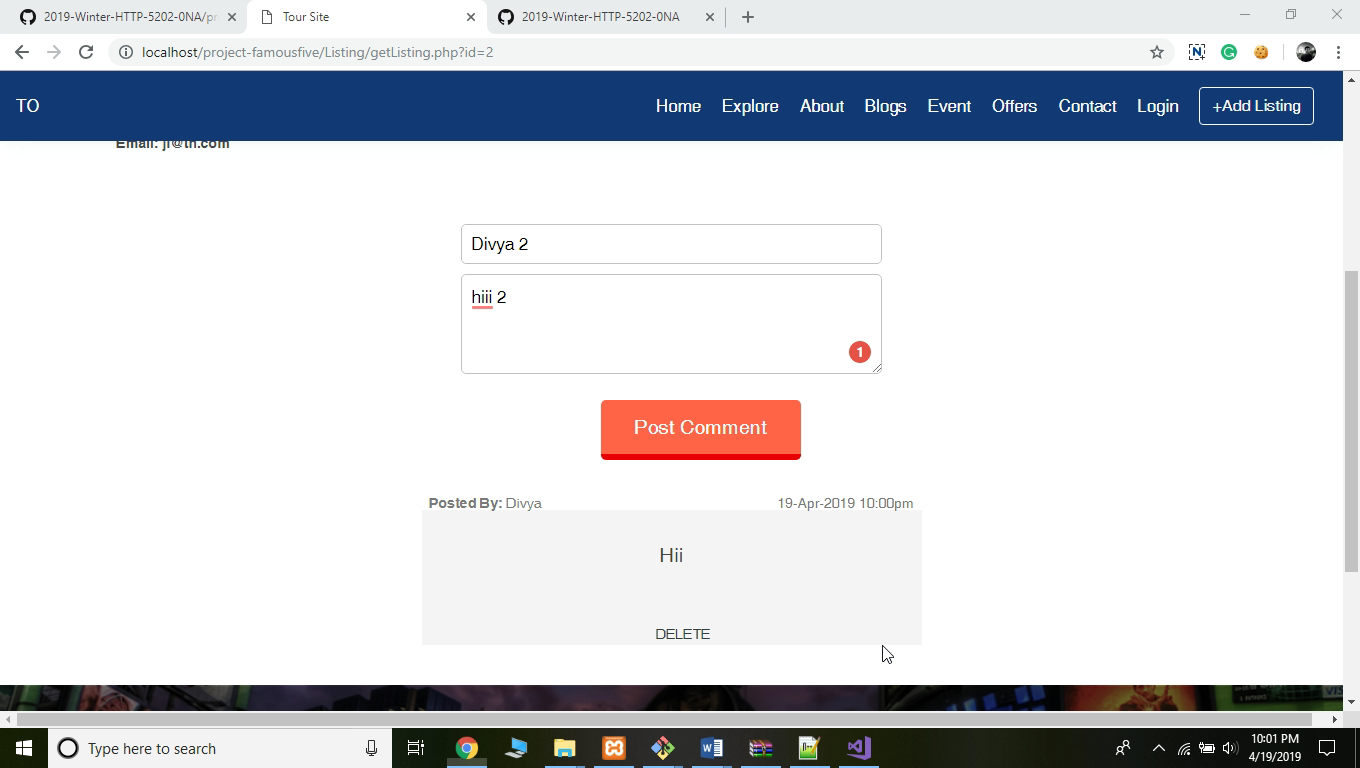 2019-Winter-HTTP-5202-0NA/pr
Tour Site
2019-Winter-HTTP-5202-0NA
localhost/project-famousfive/Listing/getListing.php?id=2
TO
Home
Explore
About
Blogs
Event
Offers
Contact
Login
+Add Listing
Email: jf@th.com
Divya 2
hiii 2
1
Post Comment
Posted By: Divya
19-Apr-2019 10:00pm
Hii
DELETE
Type here to search
10:01 PM
4/19/2019